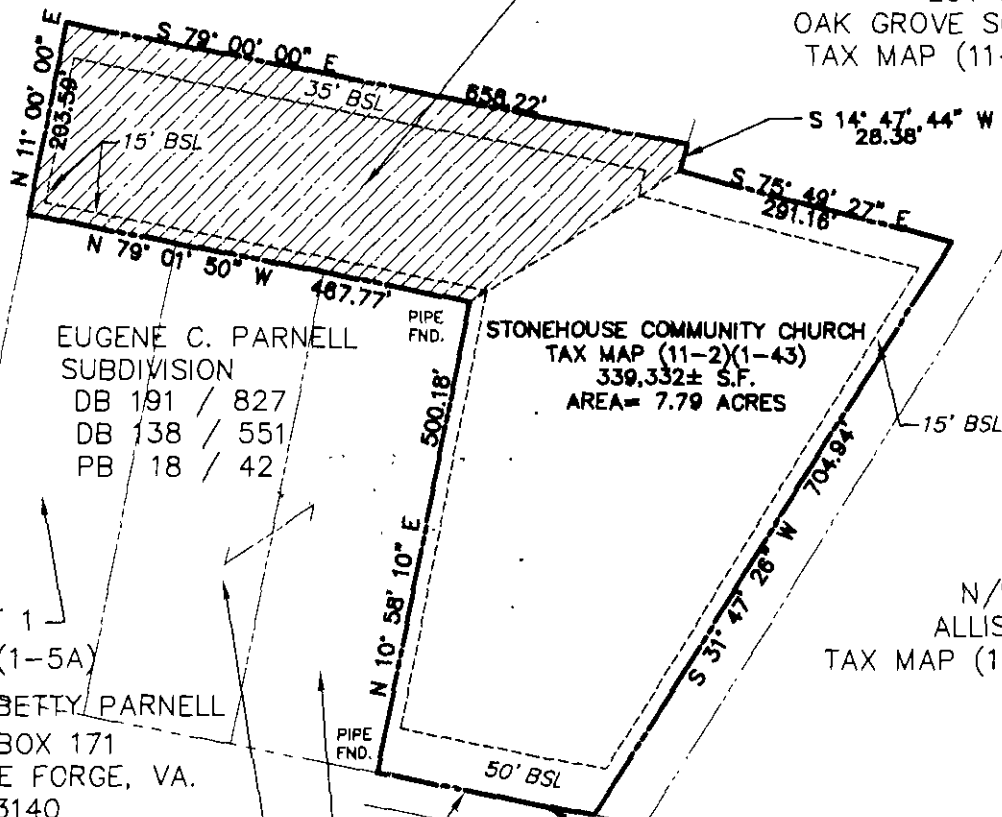 OAK GROVE S
TAX MAP (11-
S 79° 00' 00" E
658.22'
35' BSL
N 11° 00' 00" E
293.59'
15' BSL
S 14° 47' 44" W
28.38'
S 75° 49' 27" E
291.16'
N 79° 01' 50" W
467.77'
PIPE
FND.
EUGENE C. PARNELL
SUBDIVISION
DB 191 / 827
DB 138 / 551
PB 18 / 42
STONEHOUSE COMMUNITY CHURCH
TAX MAP (11-2)(1-43)
339,332± S.F.
AREA= 7.79 ACRES
500.18'
N 10° 58' 10" E
15' BSL
704.94'
S 31° 47' 26" W
N/
ALLIS
TAX MAP (1
1
(1-5A)
BETTY PARNELL
BOX 171
E FORGE, VA.
3140
PIPE
FND.
50' BSL